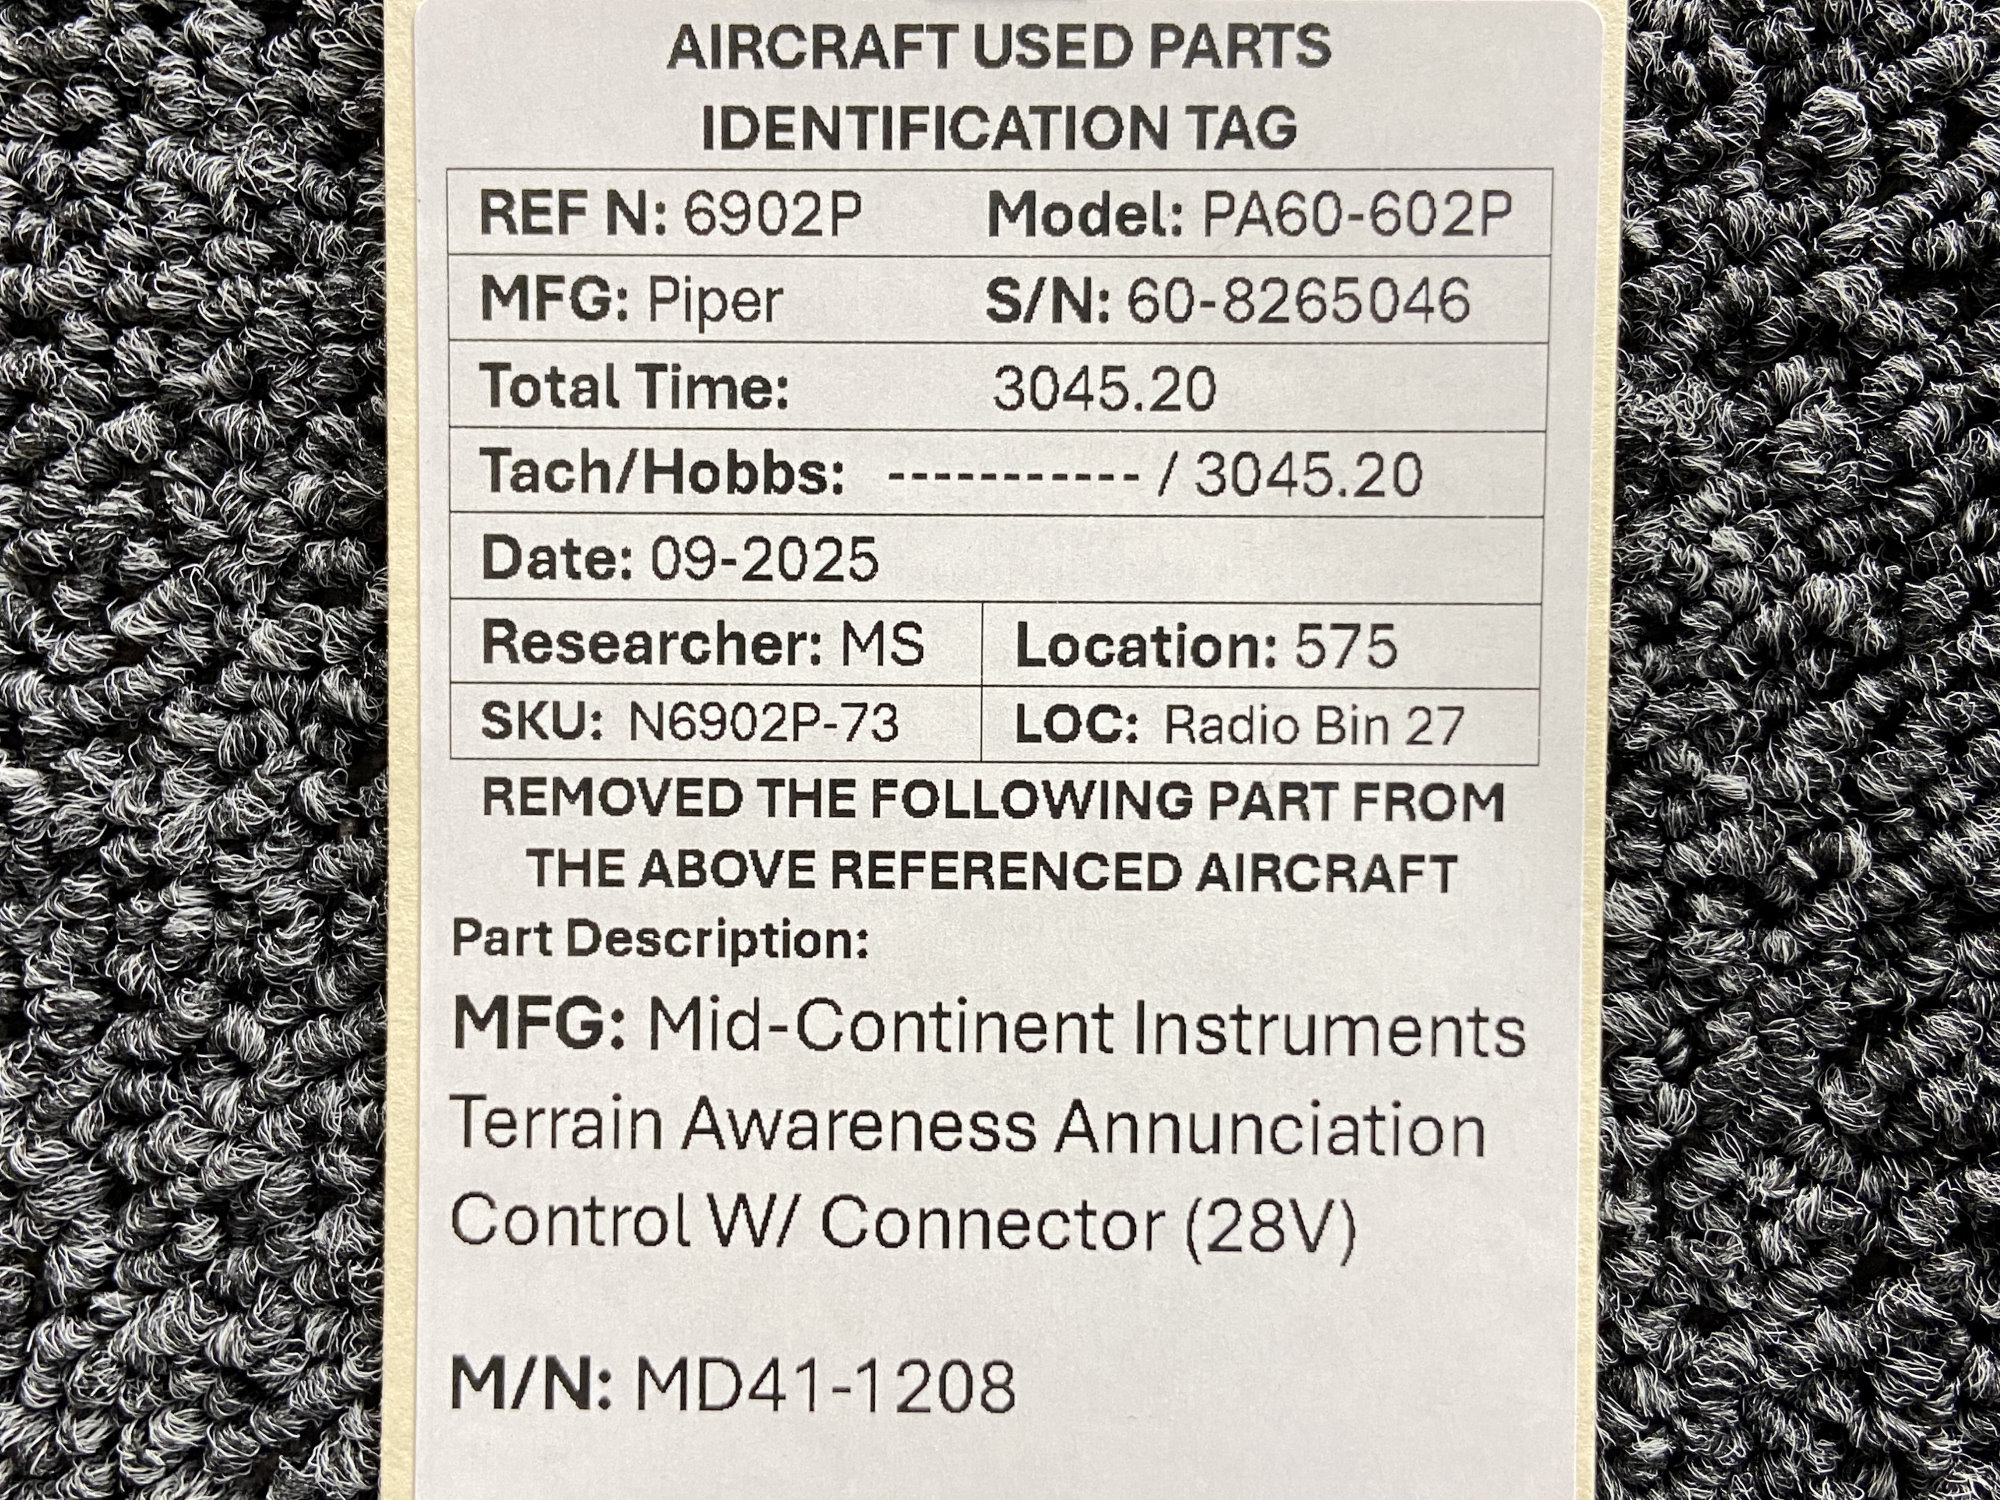 AIRCRAFT USED PARTS
IDENTIFICATION TAG
REF N: 6902P Model: PA60-602P
MFG: Piper S/N: 60-8265046
Total Time: 3045.20
Tach/Hobbs: ----------- / 3045.20
Date: 09-2025
Researcher: MS Location: 575
SKU: N6902P-73 LOC: Radio Bin 27
REMOVED THE FOLLOWING PART FROM
THE ABOVE REFERENCED AIRCRAFT
Part Description:
MFG: Mid-Continent Instruments
Terrain Awareness Annunciation
Control W/ Connector (28V)
M/N: MD41-1208